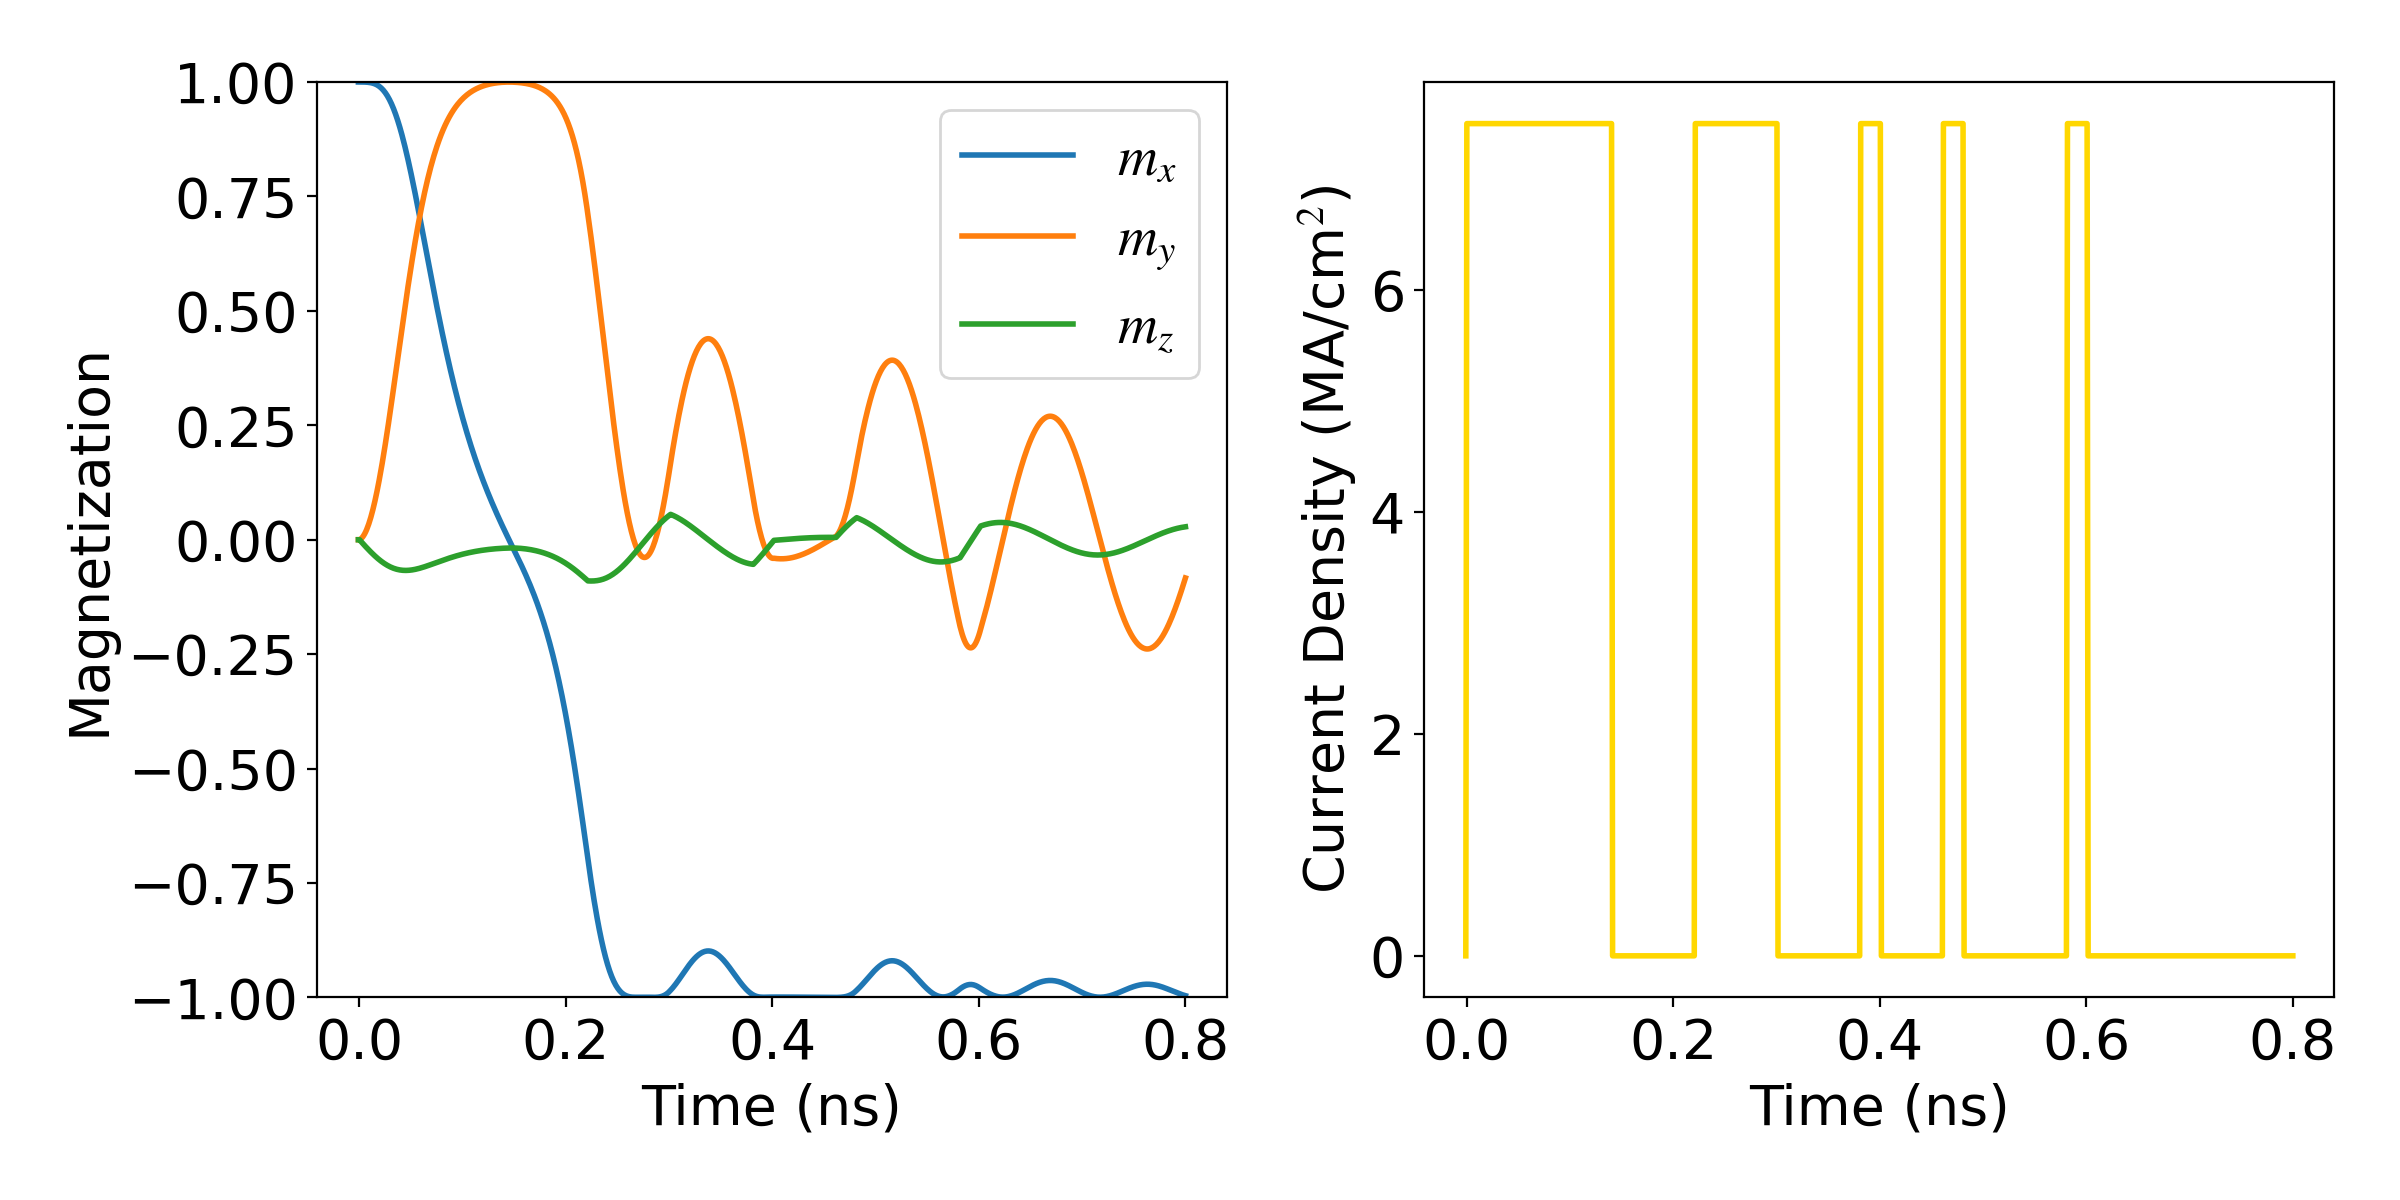 Magnetization
1.00
0.75
0.50
0.25
0.00
−0.25
−0.50
−0.75
−1.00
0.0 0.2 0.4 0.6 0.8
Time (ns)
m_x
m_y
m_z
Current Density (MA/cm²)
6
4
2
0
0.0 0.2 0.4 0.6 0.8
Time (ns)